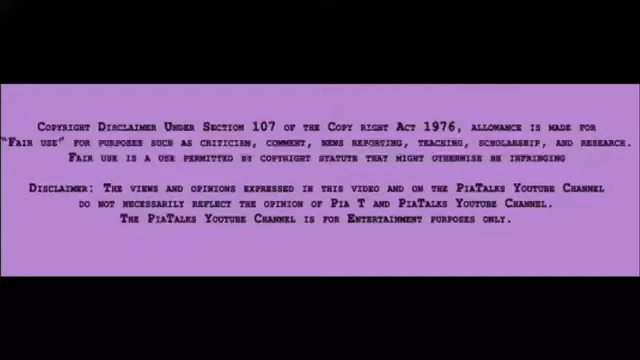 Copyright Disclaimer Under Section 107 of the Copy right Act 1976, allowance is made for
"Fair use" for purposes such as criticism, comment, news reporting, teaching, scholarship, and research.
Fair use is a use permitted by copyright statute that might otherwise be infringing
Disclaimer: The views and opinions expressed in this video and on the PiaTalks Youtube Channel
do not necessarily reflect the opinion of Pia T and PiaTalks Youtube Channel.
The PiaTalks Youtube Channel is for Entertainment purposes only.